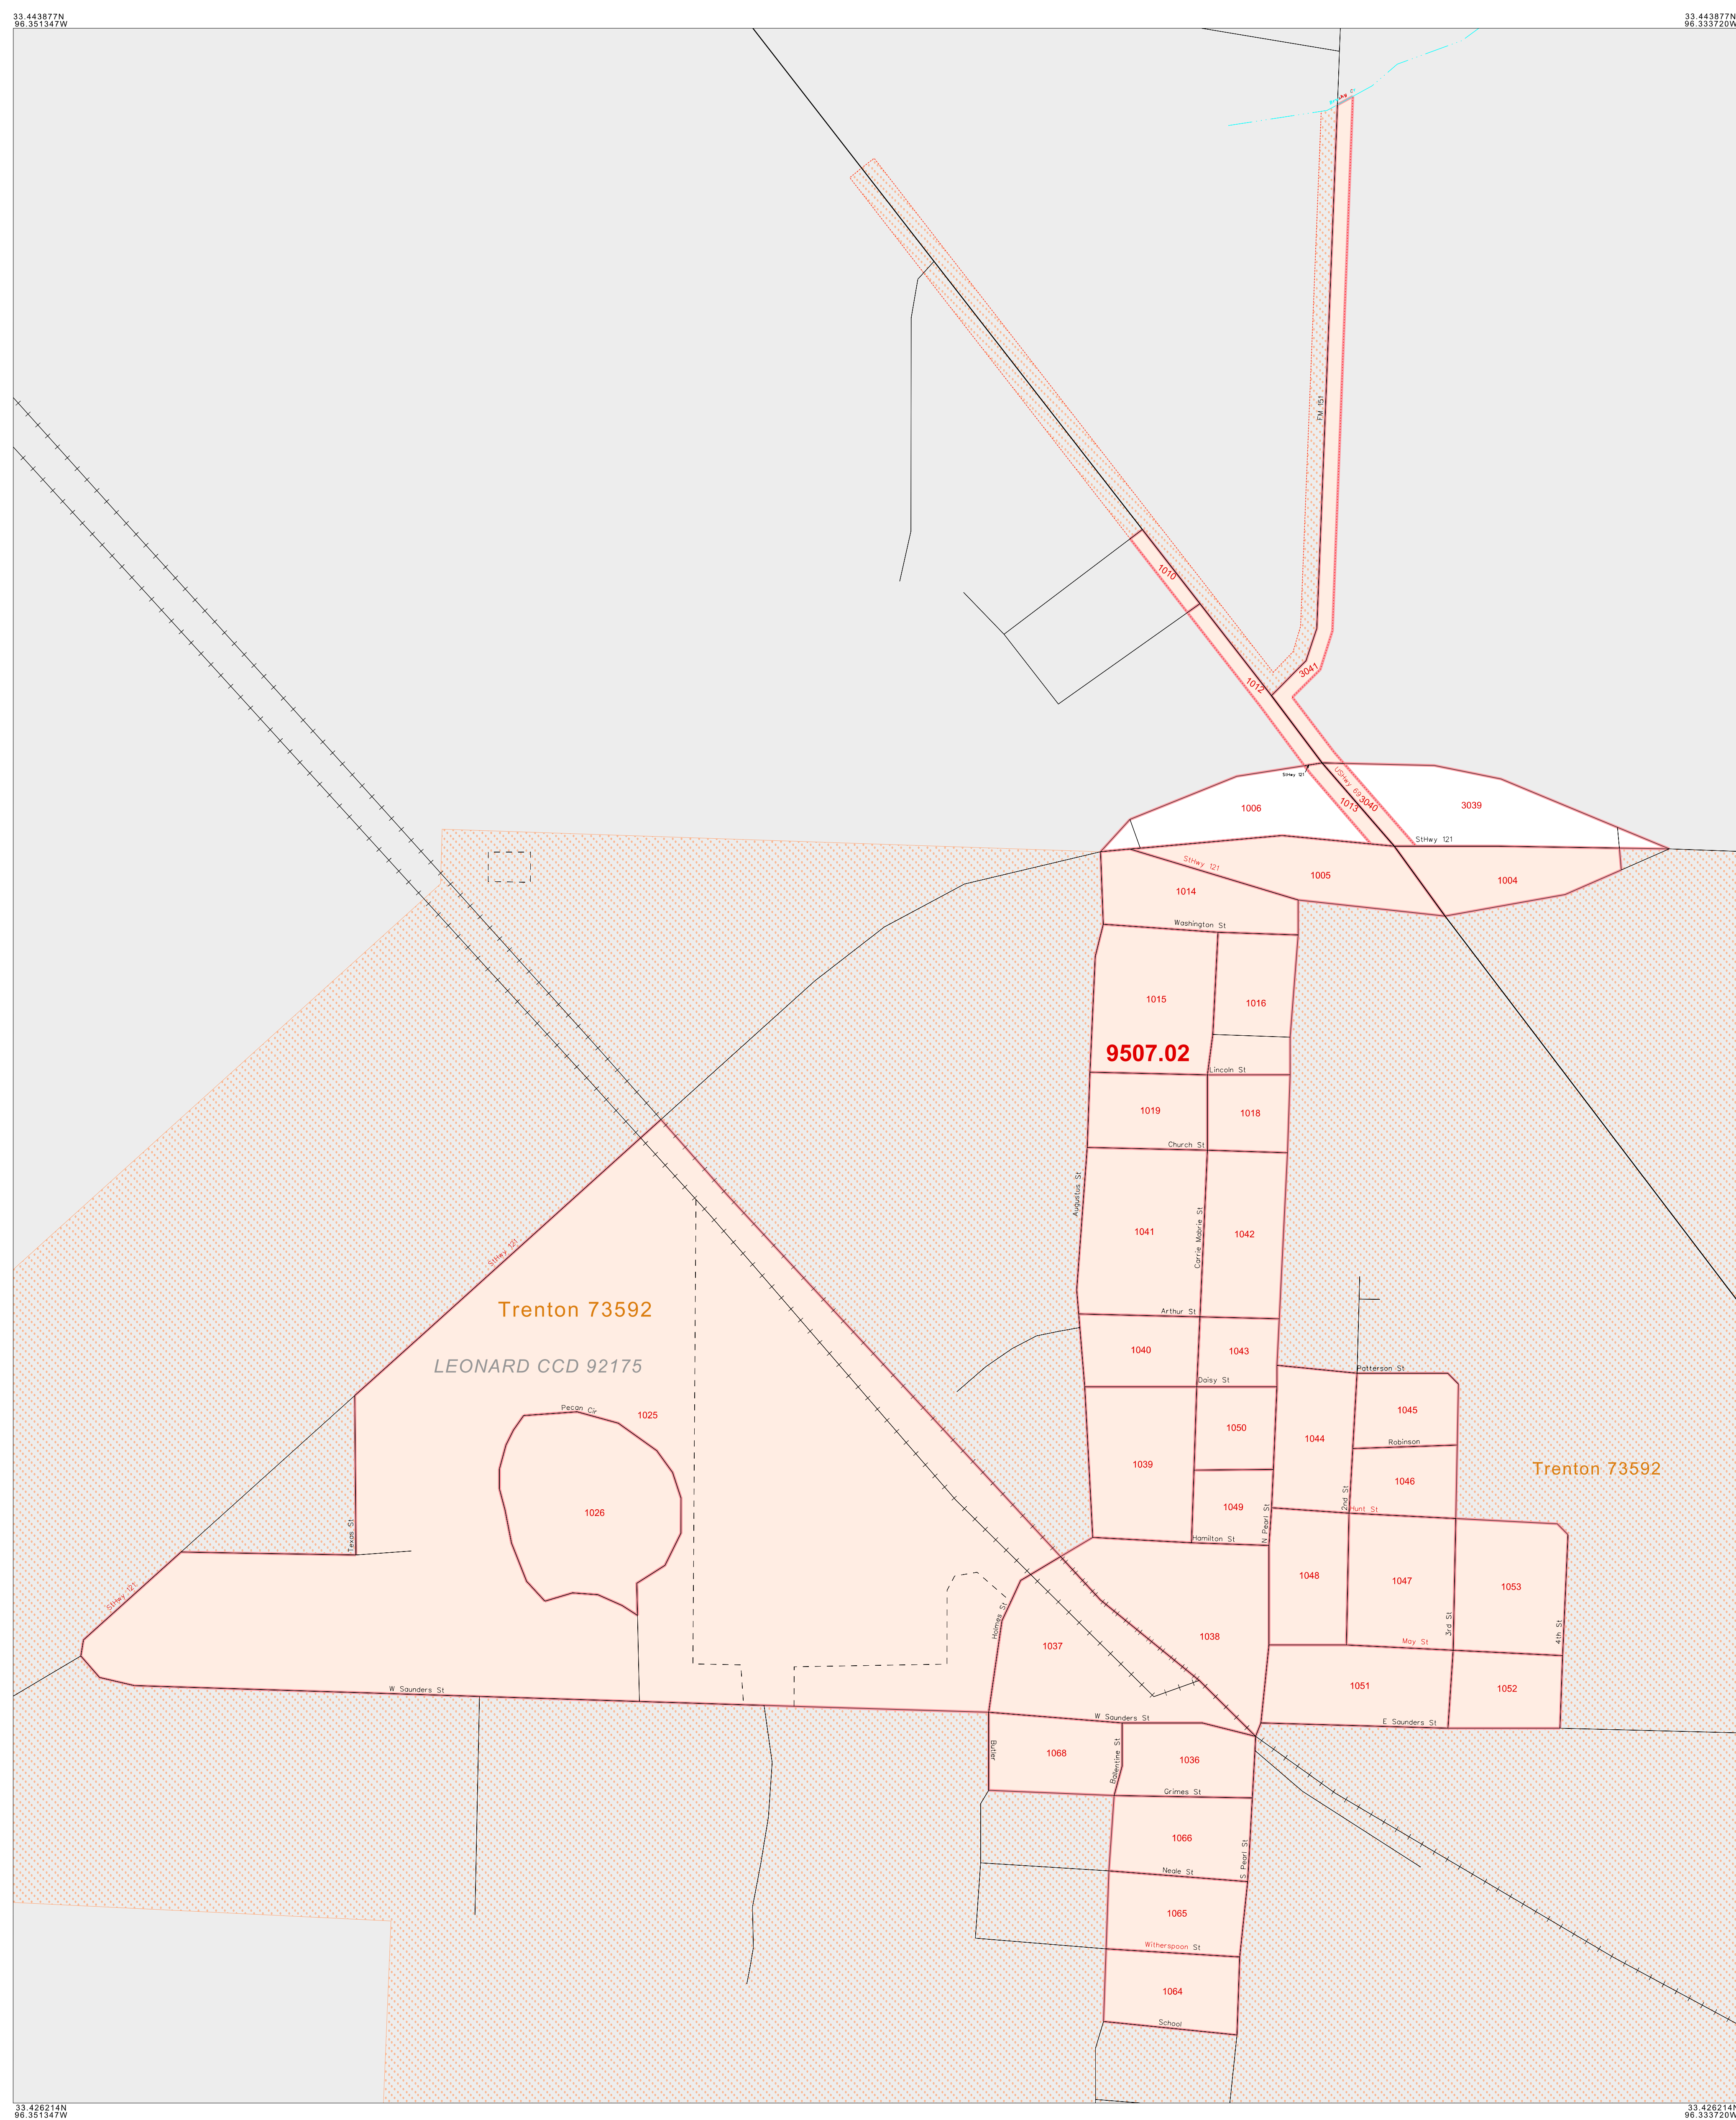 33.443877N
96.351347W
33.443877N
96.333720W
FM 151
1010
3041
1012
StHwy 121
USHwy 69
3040
1013
1006
3039
StHwy 121
StHwy 121
1005
1004
1014
Washington St
1015
1016
9507.02
Lincoln St
1019
1018
Church St
Augustus St
1041
Carrie Mabrie St
1042
StHwy 121
Trenton 73592
Arthur St
1040
1043
LEONARD CCD 92175
Patterson St
Daisy St
Pecan Cir
1025
1045
1050
1044
Robinson
1039
Trenton 73592
1046
1026
1049
2nd St
Hunt St
N Pearl St
Hamilton St
Texas St
1048
1047
1053
StHwy 121
Holmes St
1037
1038
3rd St
4th St
May St
1051
1052
W Saunders St
W Saunders St
E Saunders St
Butler
1068
Ballentine St
1036
Grimes St
1066
S Pearl St
Neale St
1065
Witherspoon St
1064
School
33.426214N
96.351347W
33.426214N
96.333720W